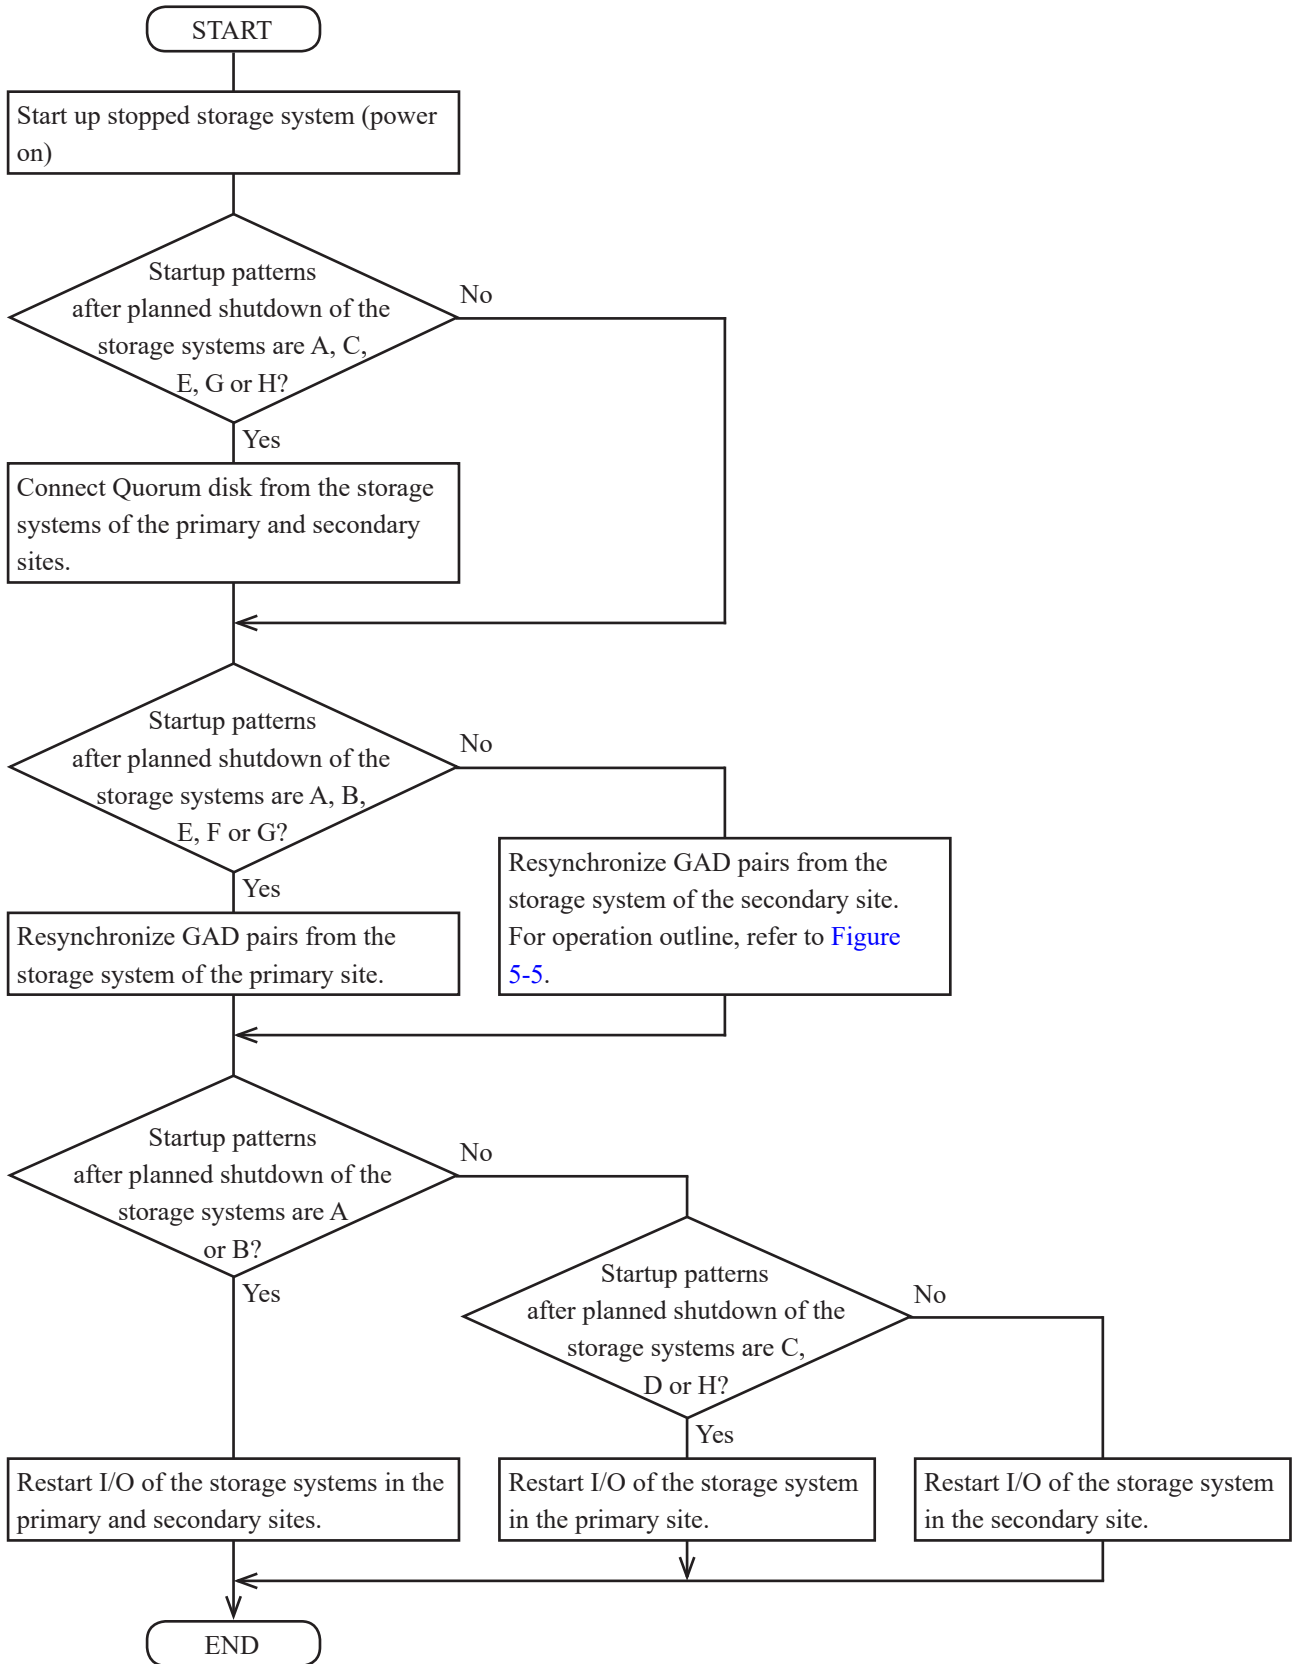 START
Start up stopped storage system (power
on)
Startup patterns
after planned shutdown of the
storage systems are A, C,
E, G or H?
No
Yes
Connect Quorum disk from the storage
systems of the primary and secondary
sites.
Startup patterns
after planned shutdown of the
storage systems are A, B,
E, F or G?
No
Yes
Resynchronize GAD pairs from the
storage system of the primary site.
Resynchronize GAD pairs from the
storage system of the secondary site.
For operation outline, refer to Figure
5-5.
Startup patterns
after planned shutdown of the
storage systems are A
or B?
No
Yes
Startup patterns
after planned shutdown of the
storage systems are C,
D or H?
No
Yes
Restart I/O of the storage systems in the
primary and secondary sites.
Restart I/O of the storage system
in the primary site.
Restart I/O of the storage system
in the secondary site.
END